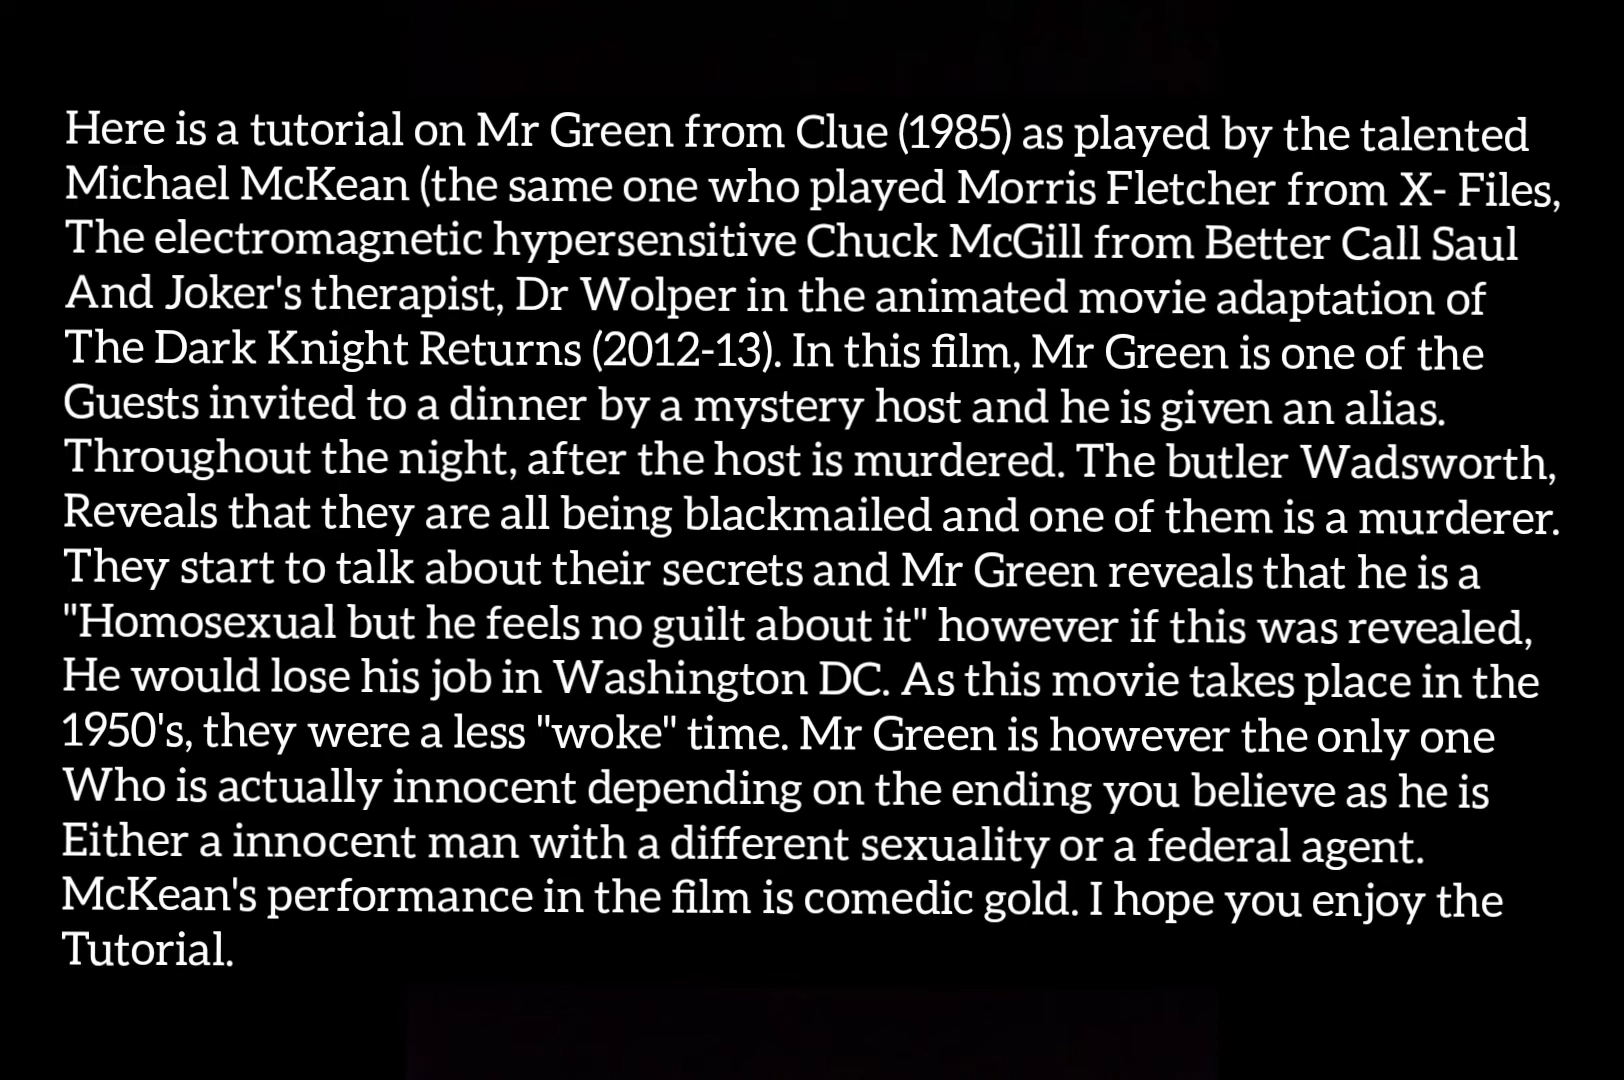 Here is a tutorial on Mr Green from Clue (1985) as played by the talented
Michael McKean (the same one who played Morris Fletcher from X- Files,
The electromagnetic hypersensitive Chuck McGill from Better Call Saul
And Joker's therapist, Dr Wolper in the animated movie adaptation of
The Dark Knight Returns (2012-13). In this film, Mr Green is one of the
Guests invited to a dinner by a mystery host and he is given an alias.
Throughout the night, after the host is murdered. The butler Wadsworth,
Reveals that they are all being blackmailed and one of them is a murderer.
They start to talk about their secrets and Mr Green reveals that he is a
"Homosexual but he feels no guilt about it" however if this was revealed,
He would lose his job in Washington DC. As this movie takes place in the
1950's, they were a less "woke" time. Mr Green is however the only one
Who is actually innocent depending on the ending you believe as he is
Either a innocent man with a different sexuality or a federal agent.
McKean's performance in the film is comedic gold. I hope you enjoy the
Tutorial.